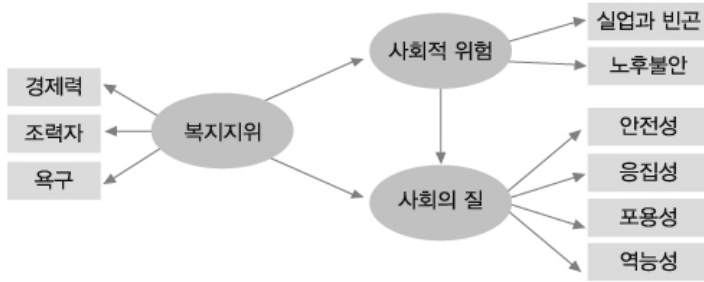 경제력
조력자
욕구
복지지위
사회적 위험
사회의 질
실업과 빈곤
노후불안
안전성
응집성
포용성
역능성